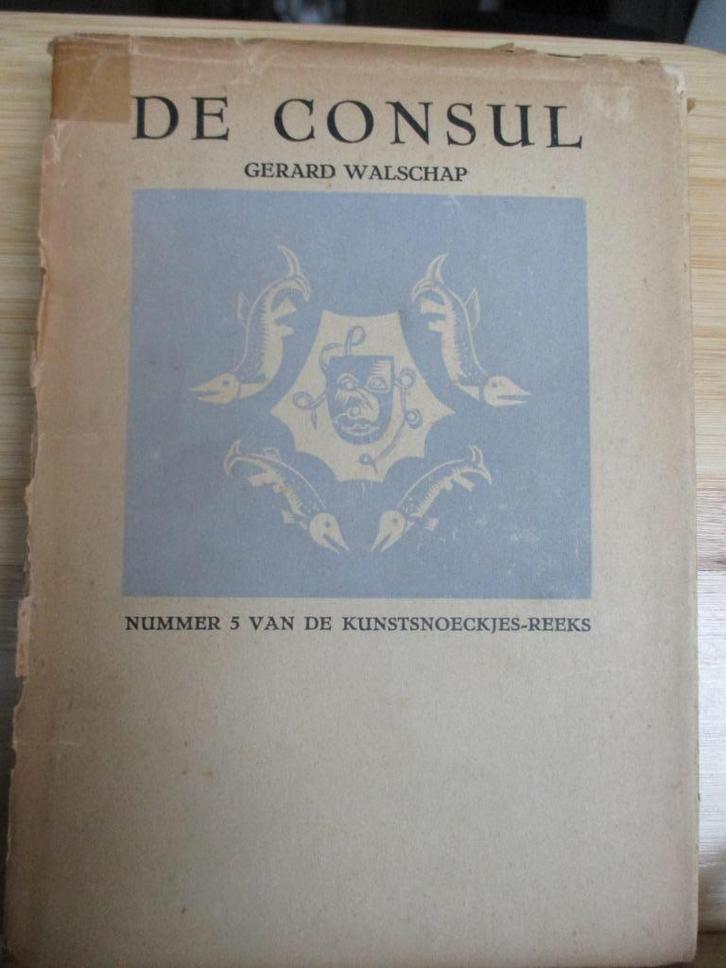 DE CONSUL
GERARD WALSCHAP
NUMMER 5 VAN DE KUNSTSNOECKJES-REEKS